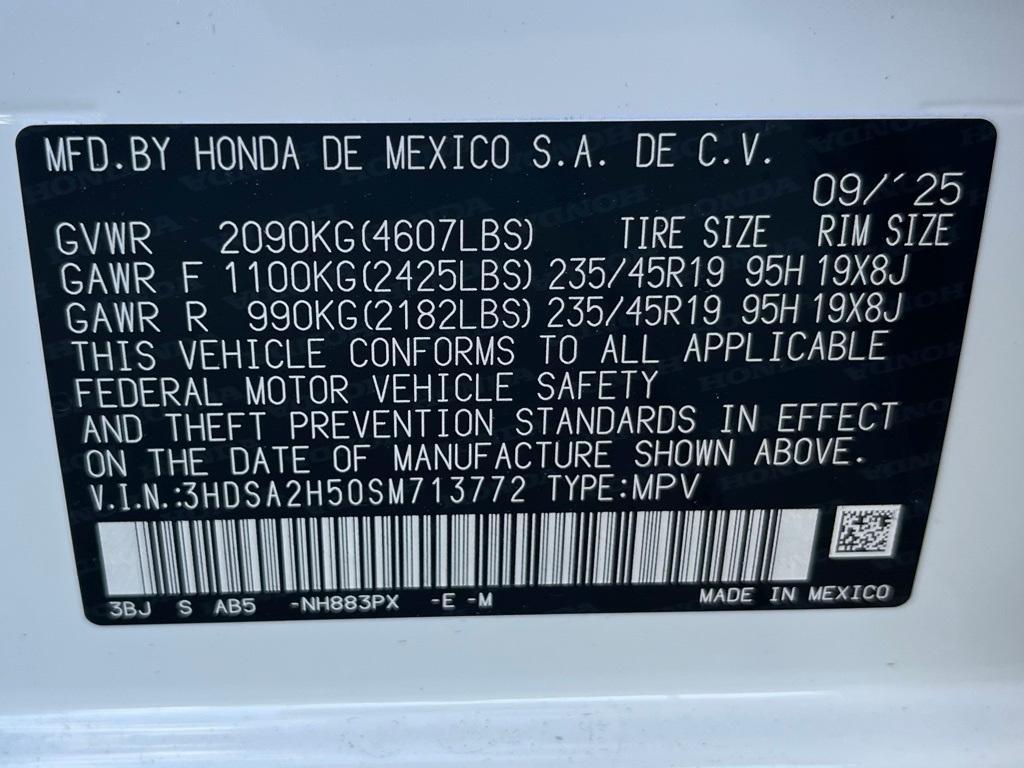 MFD.BY HONDA DE MEXICO S.A. DE C.V.
09/´25
GVWR 2090KG(4607LBS) TIRE SIZE RIM SIZE
GAWR F 1100KG(2425LBS) 235/45R19 95H 19X8J
GAWR R 990KG(2182LBS) 235/45R19 95H 19X8J
THIS VEHICLE CONFORMS TO ALL APPLICABLE
FEDERAL MOTOR VEHICLE SAFETY
AND THEFT PREVENTION STANDARDS IN EFFECT
ON THE DATE OF MANUFACTURE SHOWN ABOVE.
V.I.N.:3HDSA2H50SM713772 TYPE:MPV
3BJ S AB5 -NH883PX -E -M MADE IN MEXICO